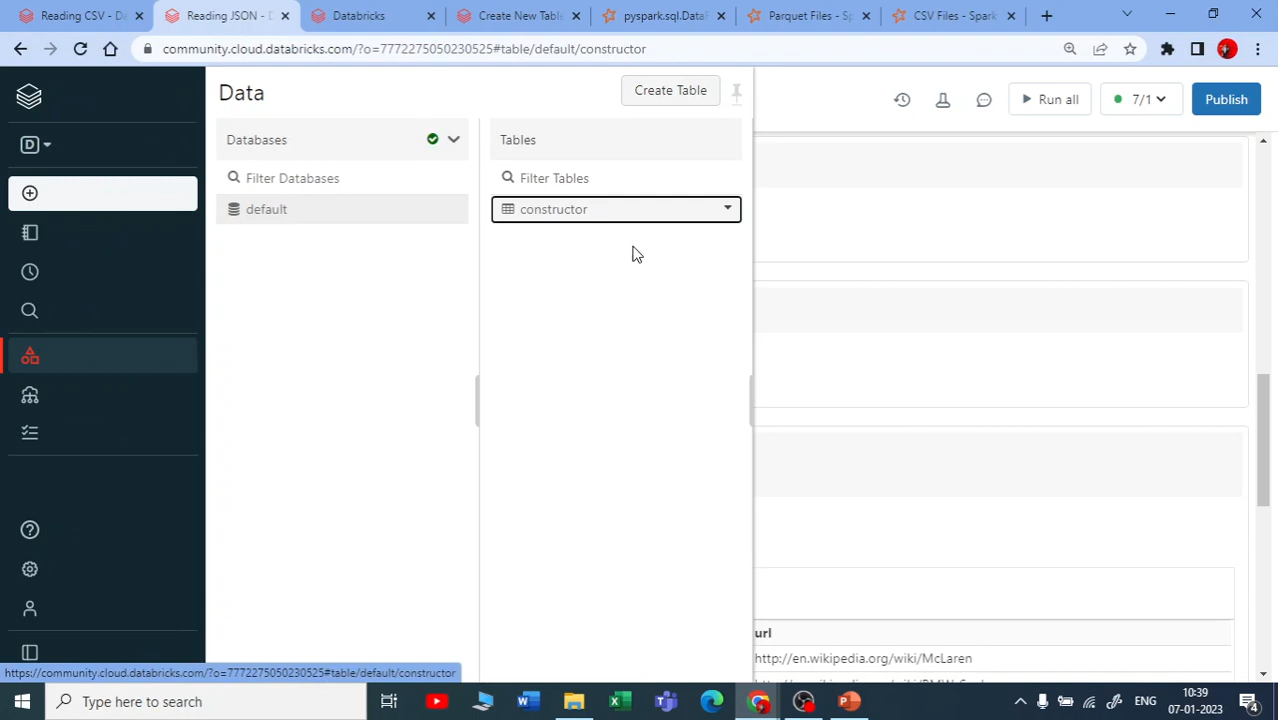 Reading CSV - Da
Reading JSON - D
Databricks
Create New Table
pyspark.sql.DataF
Parquet Files - Sp
CSV Files - Spark
community.cloud.databricks.com/?o=7772275050230525#table/default/constructor
D
Data
Create Table
Run all
7/1
Publish
Databases
Tables
Filter Databases
Filter Tables
default
constructor
url
http://en.wikipedia.org/wiki/McLaren
https://community.cloud.databricks.com/?o=7772275050230525#table/default/constructor
Type here to search
ENG
10:39
07-01-2023
4